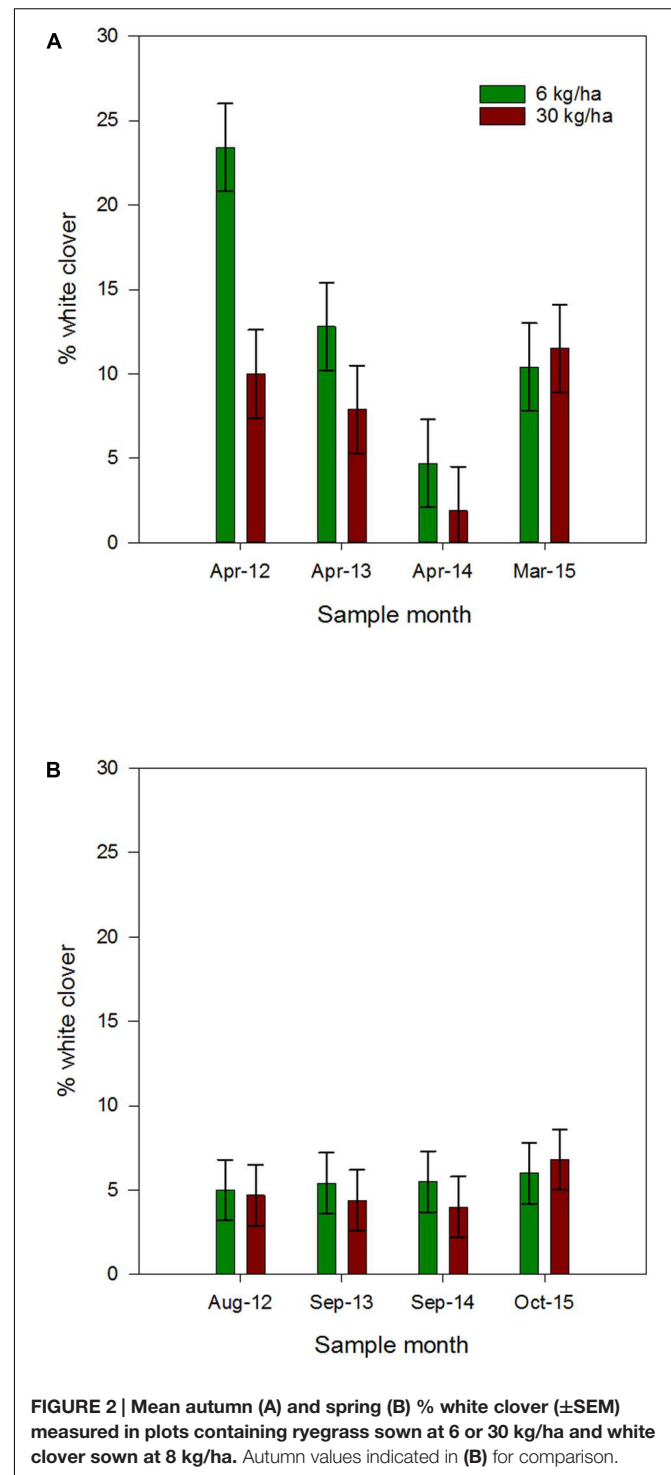 A
30
25
20
15
10
5
0
% white clover
6 kg/ha
30 kg/ha
Apr-12 Apr-13 Apr-14 Mar-15
Sample month
B
30
25
20
15
10
5
0
% white clover
Aug-12 Sep-13 Sep-14 Oct-15
Sample month
FIGURE 2 | Mean autumn (A) and spring (B) % white clover (±SEM)
measured in plots containing ryegrass sown at 6 or 30 kg/ha and white
clover sown at 8 kg/ha. Autumn values indicated in (B) for comparison.